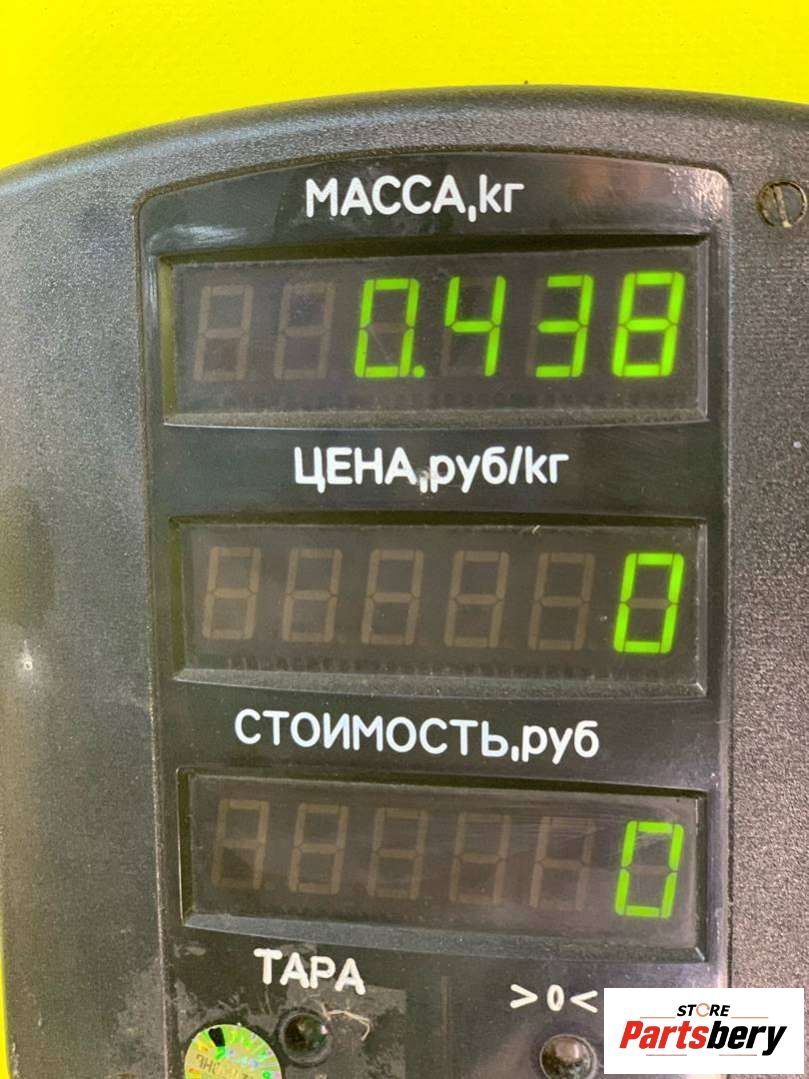 МАССА,кг
0.438
ЦЕНА,руб/кг
0
СТОИМОСТЬ,руб
0
ТАРА
>0<
STORE
Partsbery